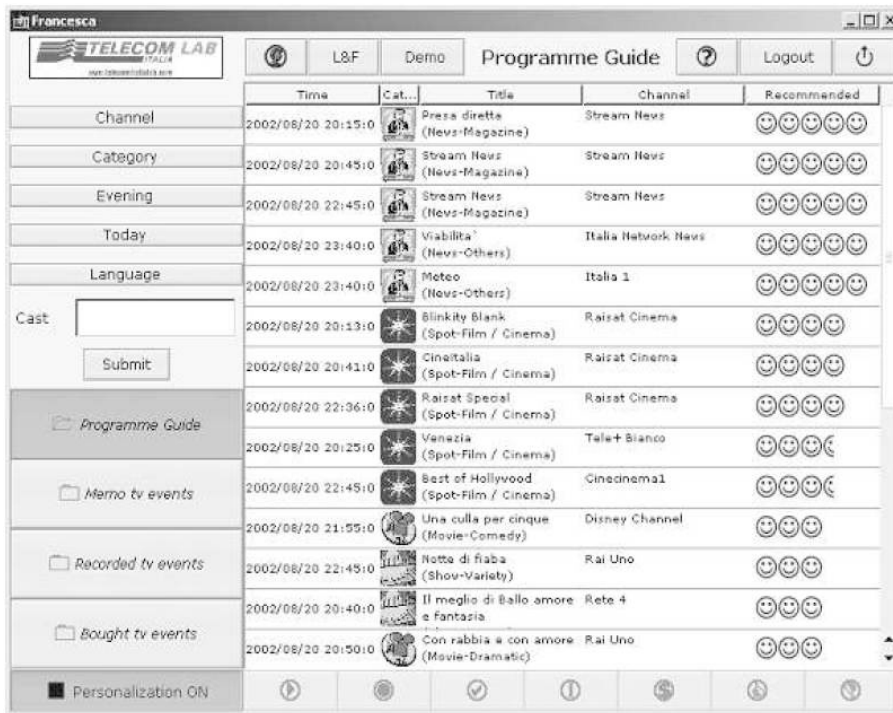 Francesca
TELECOM LAB
ITALIA
L&F
Demo
Programme Guide
Logout
Channel
Category
Evening
Today
Language
Cast
Submit
Programme Guide
Memo tv events
Recorded tv events
Bought tv events
Personalization ON
Time Cat... Title Channel Recommended
2002/08/20 20:15:0 Presa diretta Stream News
(News-Magazine)
2002/08/20 20:45:0 Stream News Stream News
(News-Magazine)
2002/08/20 22:45:0 Stream News Stream News
(News-Magazine)
2002/08/20 23:40:0 Viabilita` Italia Network News
(News-Others)
2002/08/20 23:40:0 Meteo Italia 1
(News-Others)
2002/08/20 20:13:0 Blinkity Blank Raisat Cinema
(Spot-Film / Cinema)
2002/08/20 20:41:0 Cineitalia Raisat Cinema
(Spot-Film / Cinema)
2002/08/20 22:36:0 Raisat Special Raisat Cinema
(Spot-Film / Cinema)
2002/08/20 20:25:0 Venezia Tele+ Bianco
(Spot-Film / Cinema)
2002/08/20 22:45:0 Best of Hollywood Cinecinema1
(Spot-Film / Cinema)
2002/08/20 21:55:0 Una culla per cinque Disney Channel
(Movie-Comedy)
2002/08/20 22:45:0 Notte di fiaba Rai Uno
(Show-Variety)
2002/08/20 20:40:0 Il meglio di Ballo amore Rete 4
e fantasia
2002/08/20 20:50:0 Con rabbia e con amore Rai Uno
(Movie-Dramatic)